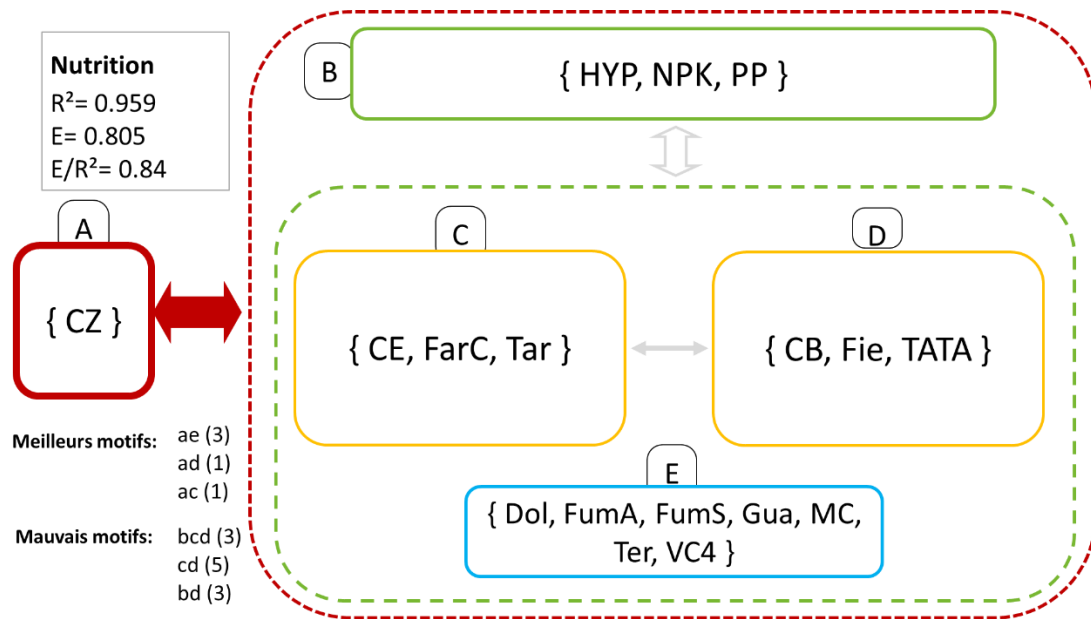 Nutrition
R²= 0.959
E= 0.805
E/R²= 0.84
B
{ HYP, NPK, PP }
A
{ CZ }
C
{ CE, FarC, Tar }
D
{ CB, Fie, TATA }
E
{ Dol, FumA, FumS, Gua, MC,
Ter, VC4 }
Meilleurs motifs:
ae (3)
ad (1)
ac (1)
Mauvais motifs:
bcd (3)
cd (5)
bd (3)